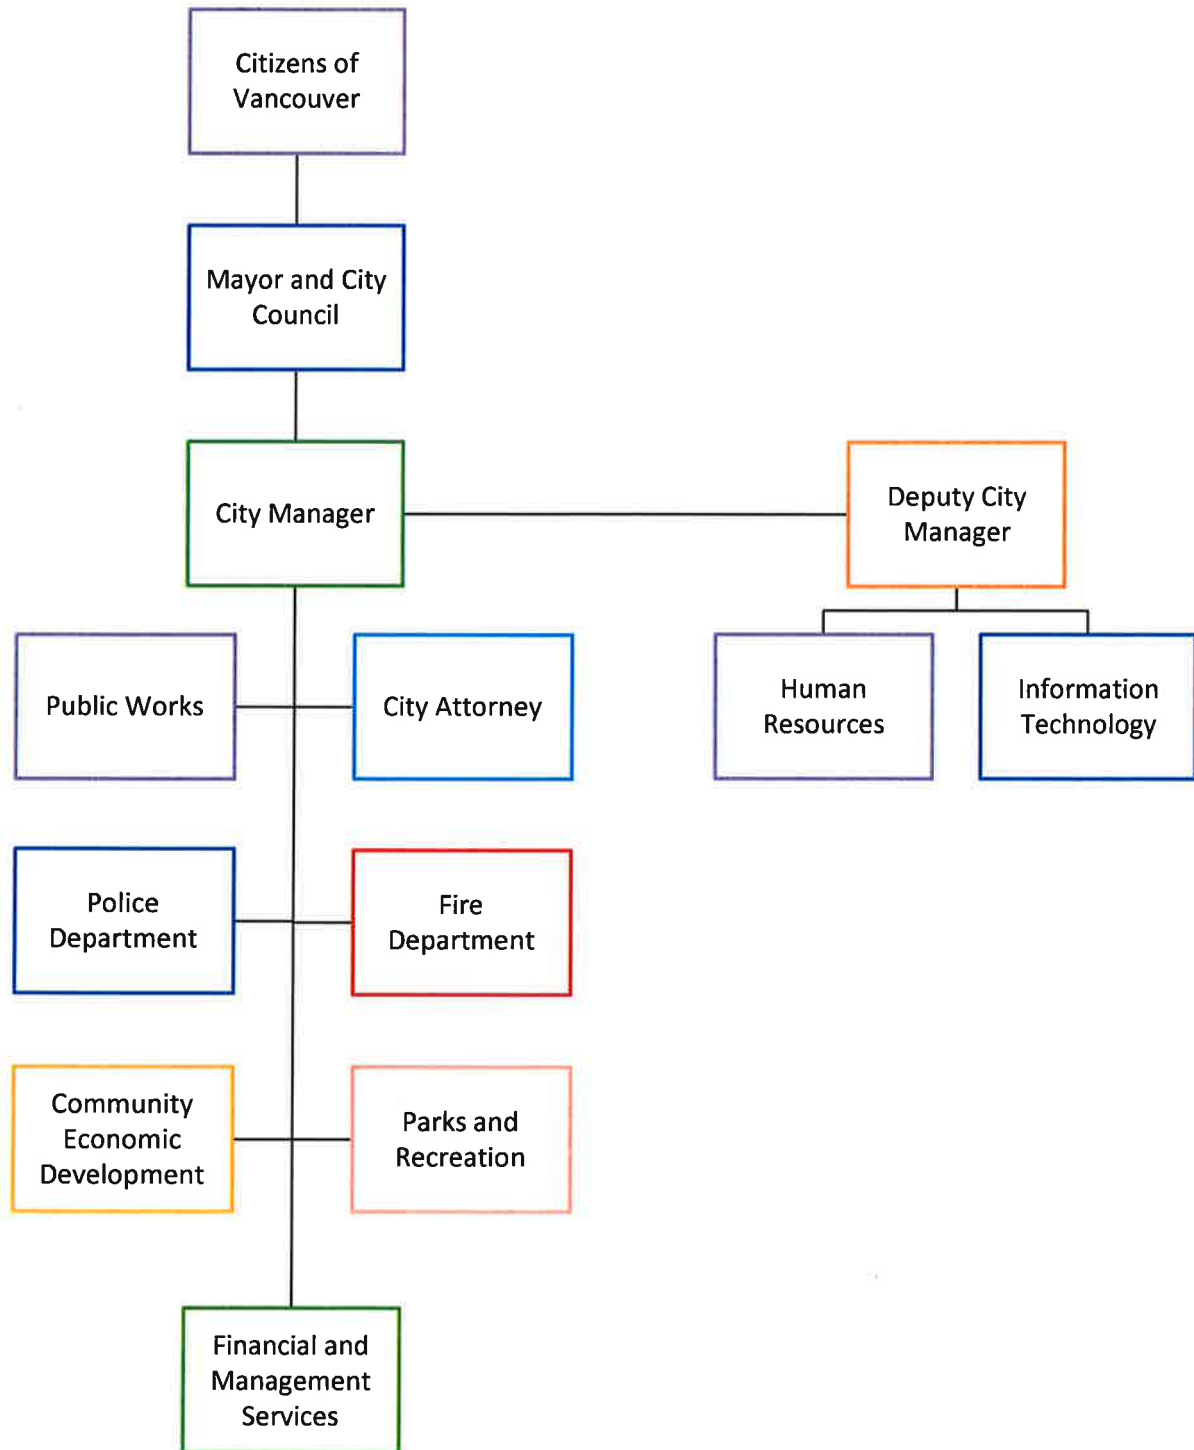 Citizens of
Vancouver
Mayor and City
Council
City Manager
Deputy City
Manager
Public Works
City Attorney
Human
Resources
Information
Technology
Police
Department
Fire
Department
Community
Economic
Development
Parks and
Recreation
Financial and
Management
Services